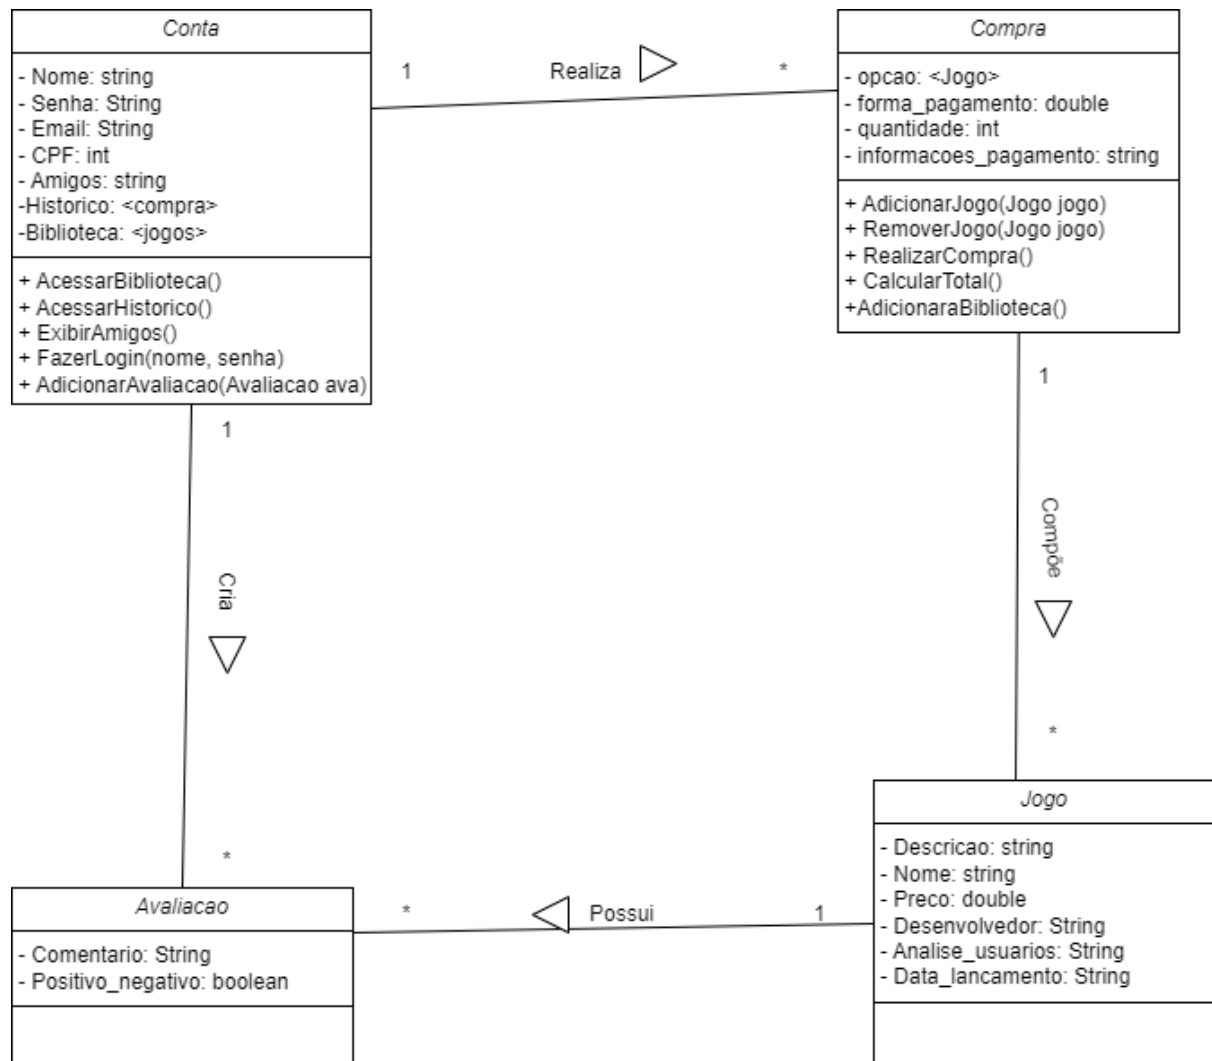 Conta
- Nome: string
- Senha: String
- Email: String
- CPF: int
- Amigos: string
-Historico: <compra>
-Biblioteca: <jogos>
+ AcessarBiblioteca()
+ AcessarHistorico()
+ ExibirAmigos()
+ FazerLogin(nome, senha)
+ AdicionarAvaliacao(Avaliacao ava)
1
Realiza
*
Compra
- opcao: <Jogo>
- forma_pagamento: double
- quantidade: int
- informacoes_pagamento: string
+ AdicionarJogo(Jogo jogo)
+ RemoverJogo(Jogo jogo)
+ RealizarCompra()
+ CalcularTotal()
+AdicionaraBiblioteca()
1
Cria
*
1
Compõe
*
Avaliacao
- Comentario: String
- Positivo_negativo: boolean
*
Possui
1
Jogo
- Descricao: string
- Nome: string
- Preco: double
- Desenvolvedor: String
- Analise_usuarios: String
- Data_lancamento: String